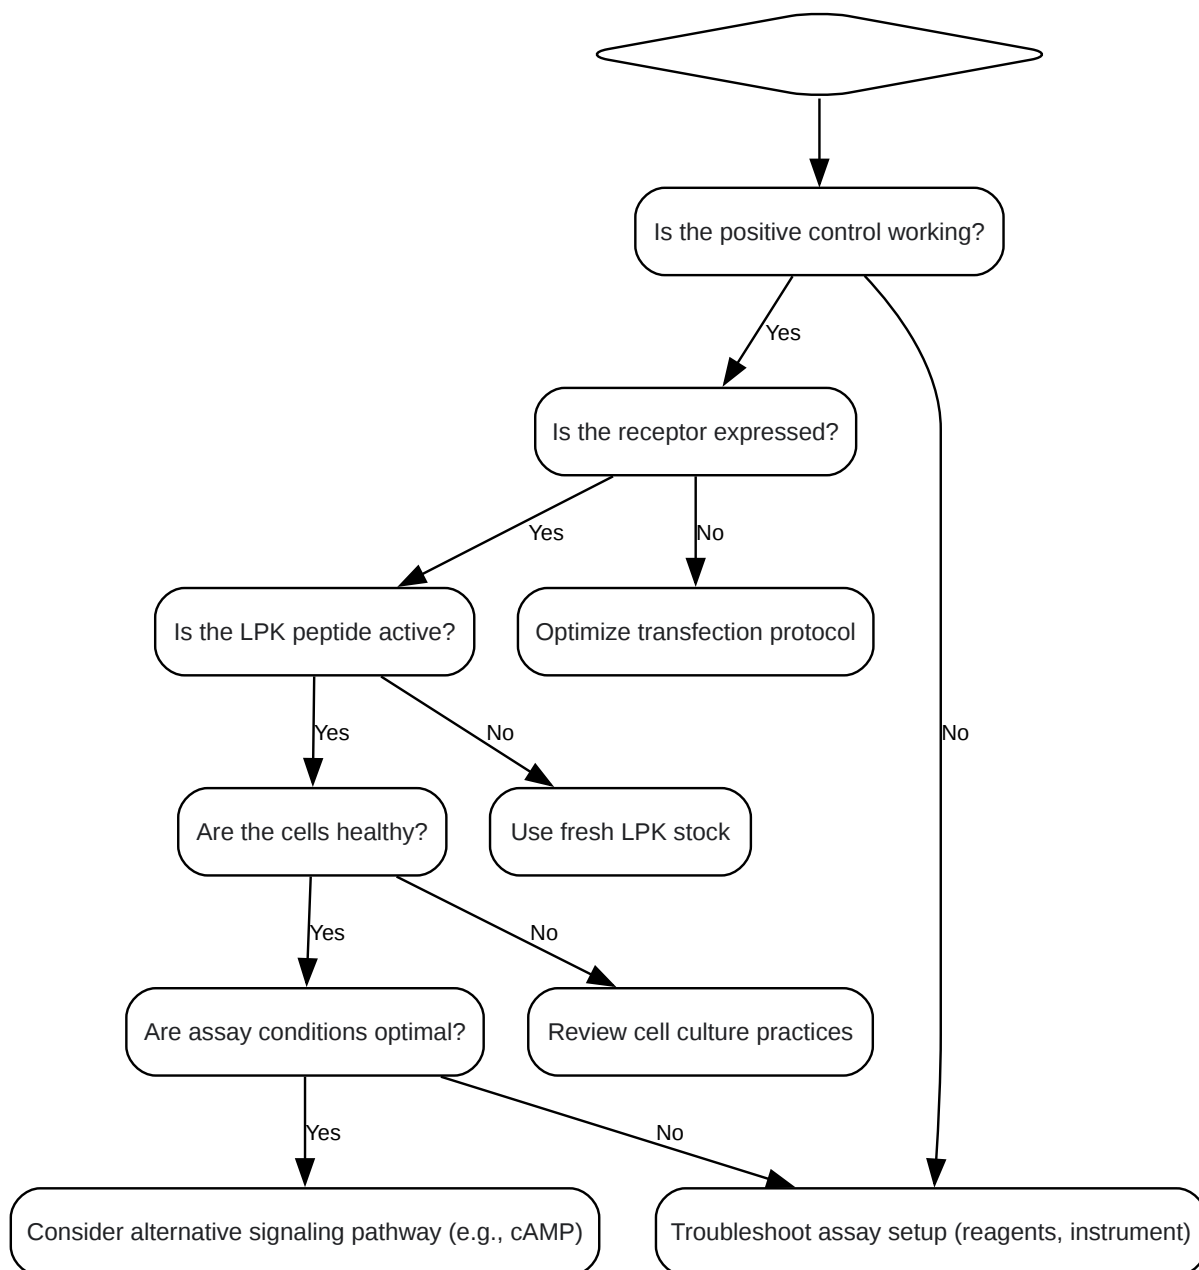 Is the positive control working?
Yes
Is the receptor expressed?
Yes
No
Is the LPK peptide active?
Optimize transfection protocol
Yes
No
No
Are the cells healthy?
Use fresh LPK stock
Yes
No
Are assay conditions optimal?
Review cell culture practices
Yes
No
Consider alternative signaling pathway (e.g., cAMP)
Troubleshoot assay setup (reagents, instrument)